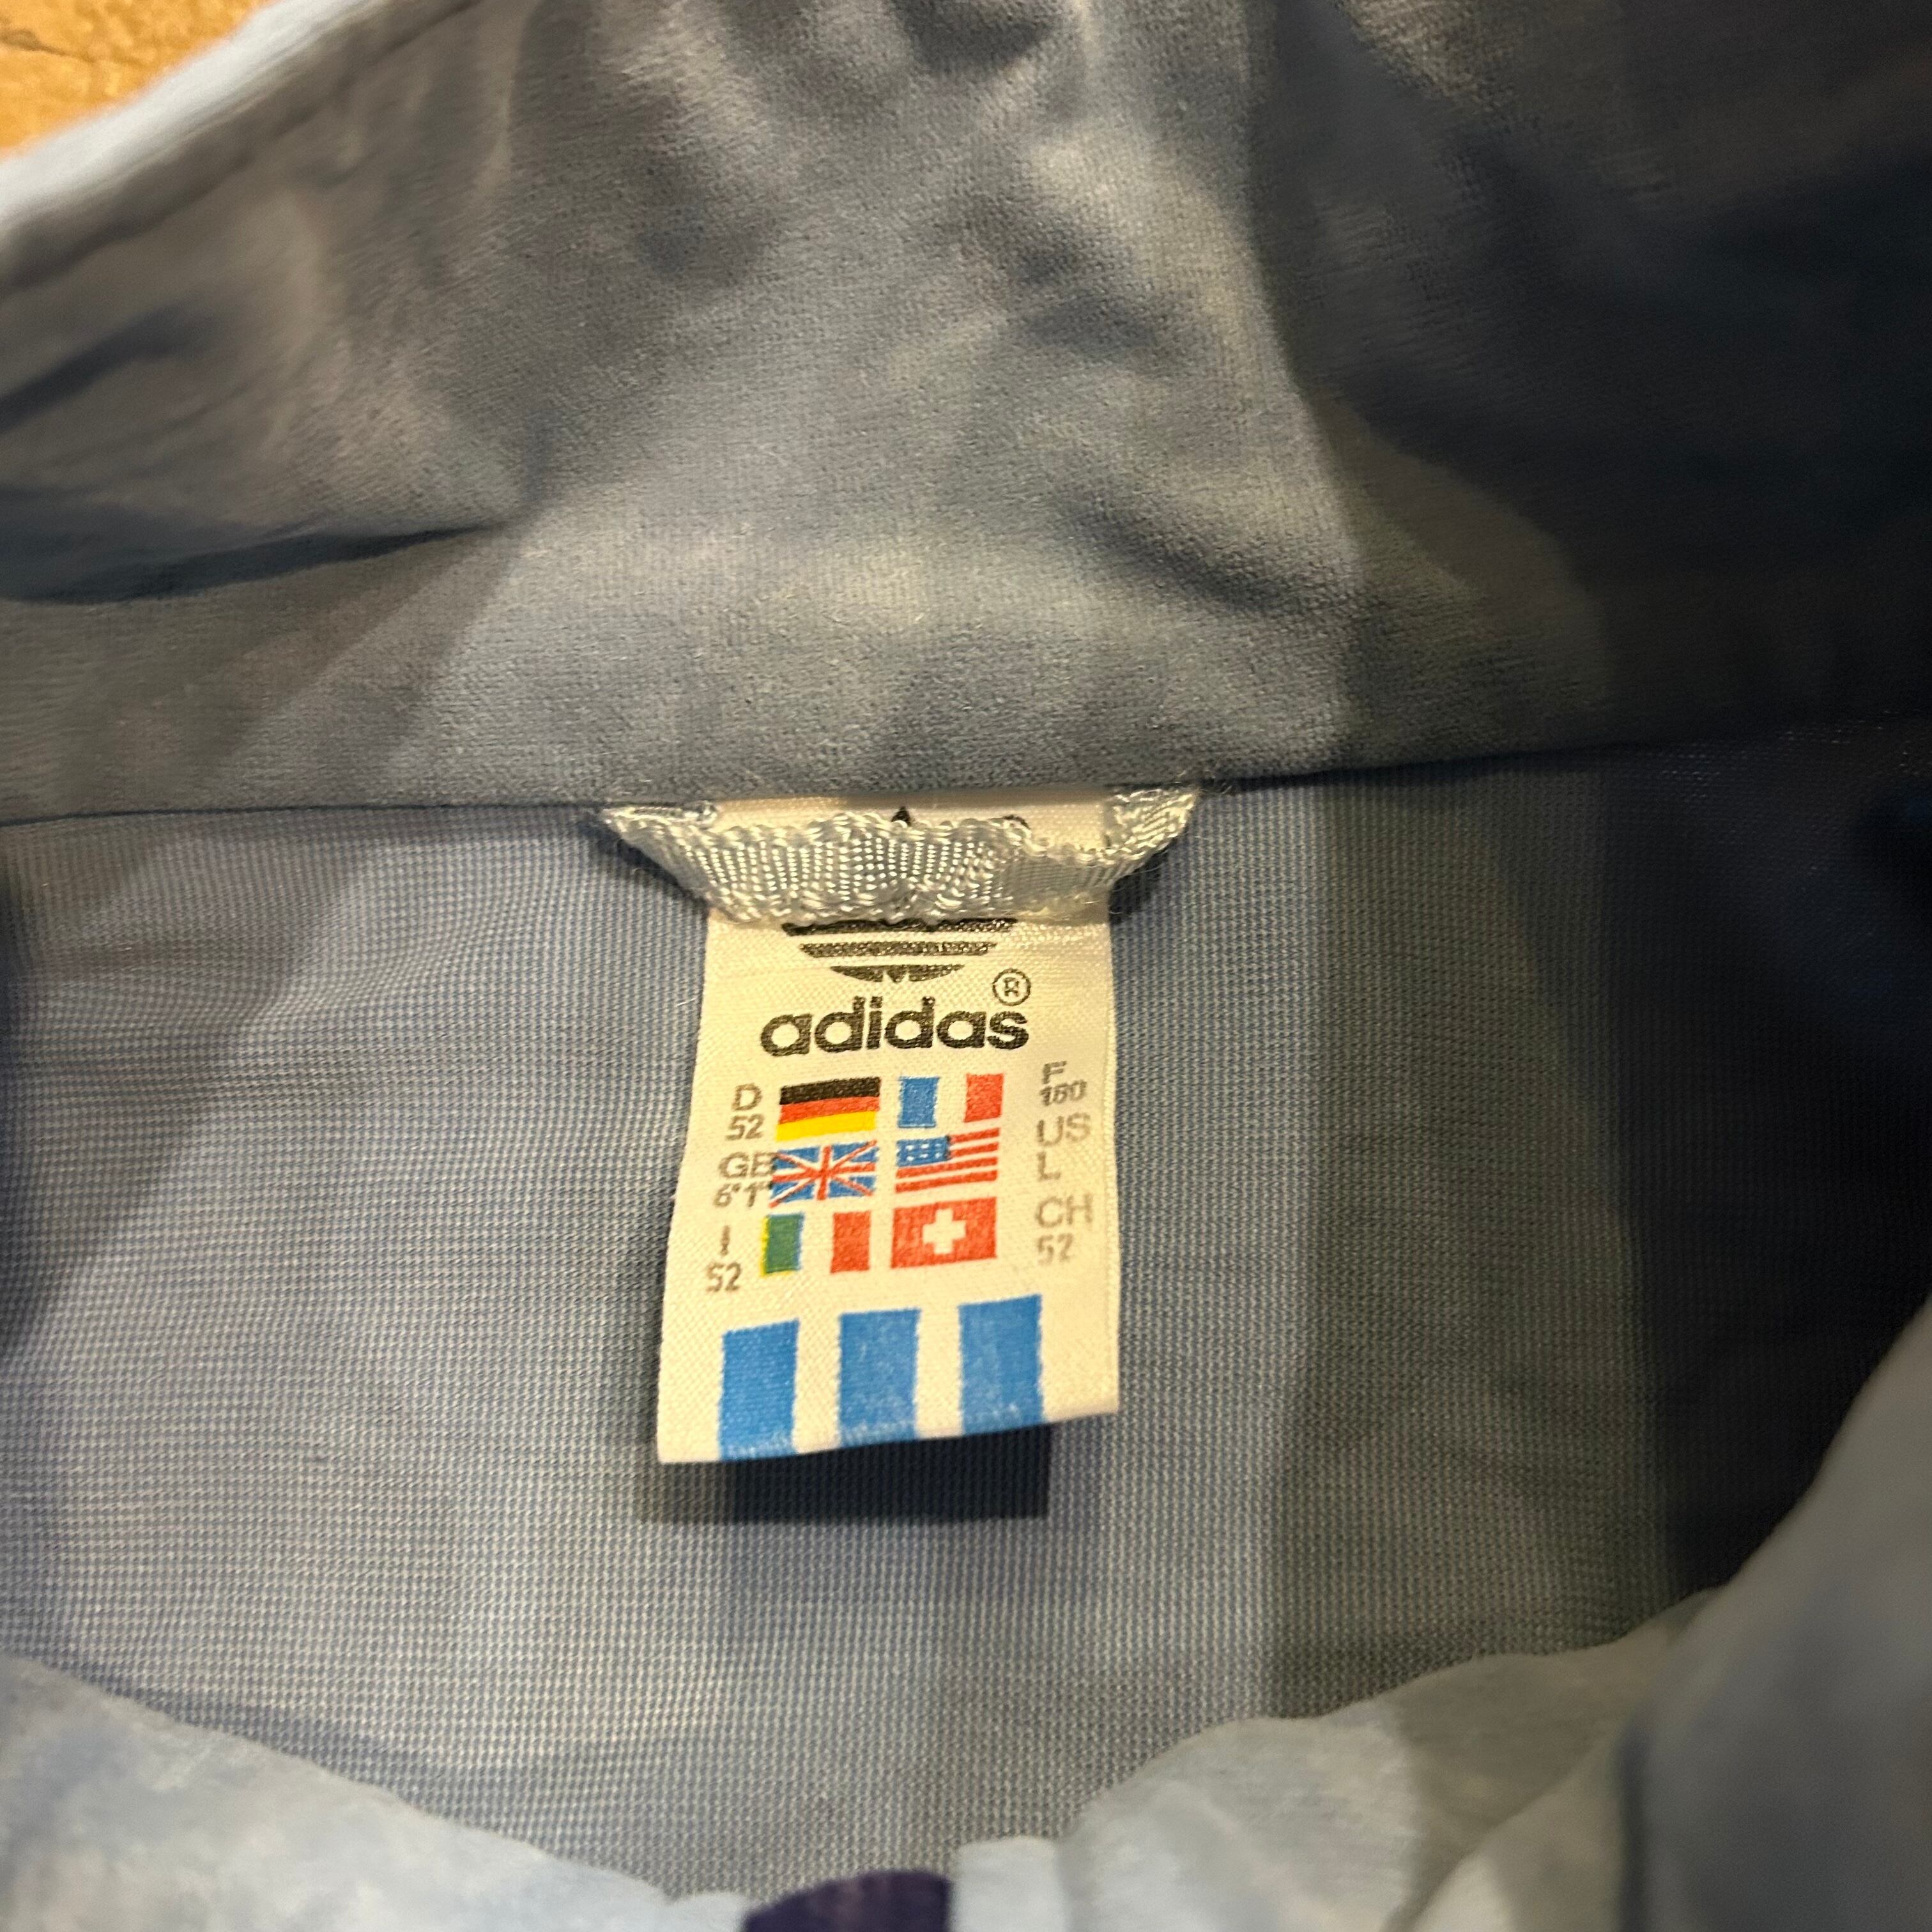 adidas®
D F
52 180
GB US
6'1" L
I CH
52 52